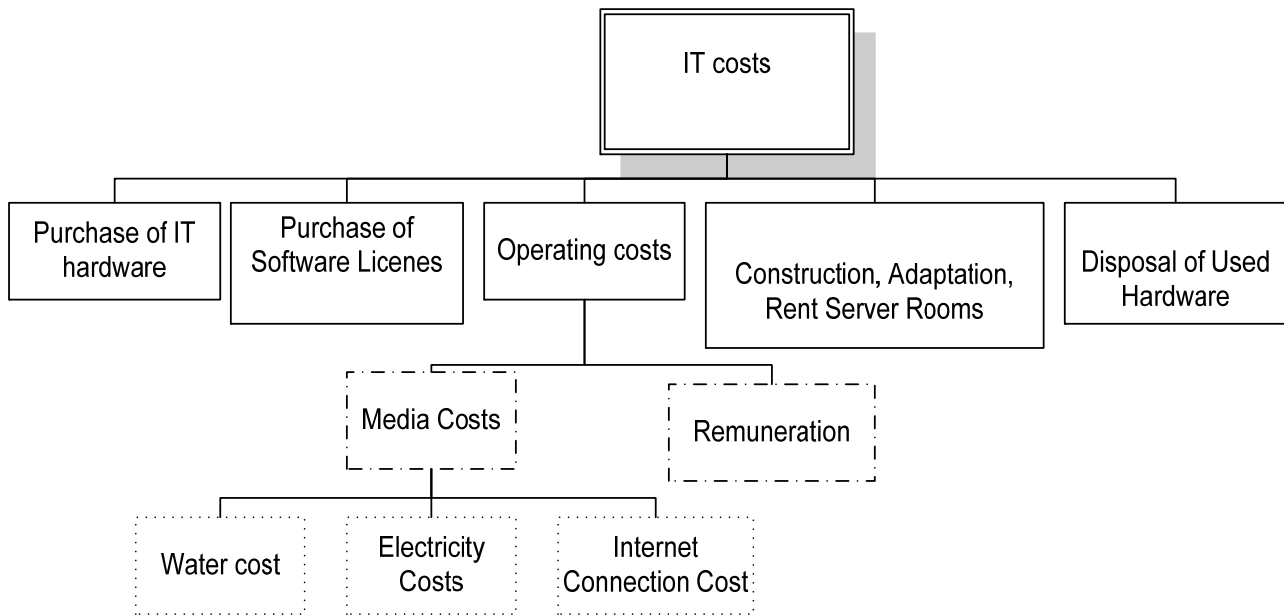 IT costs
Purchase of IT
hardware
Purchase of
Software Licenes
Operating costs
Construction, Adaptation,
Rent Server Rooms
Disposal of Used
Hardware
Media Costs
Remuneration
Water cost
Electricity
Costs
Internet
Connection Cost